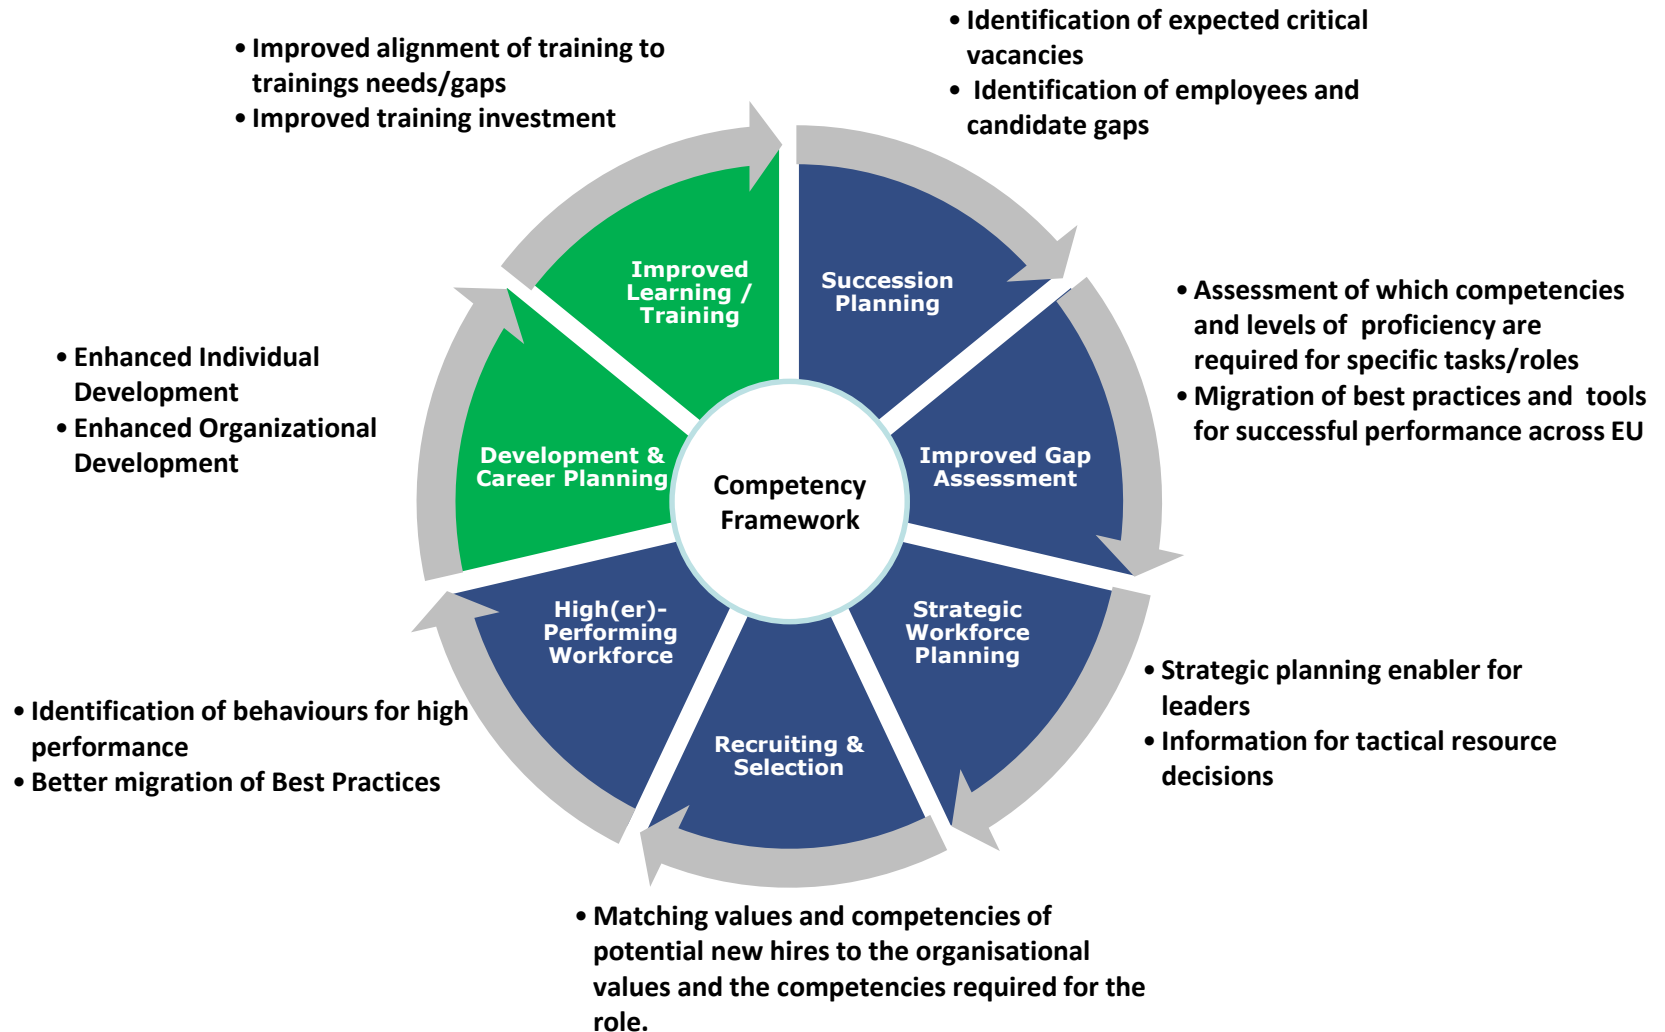 • Improved alignment of training to
trainings needs/gaps
• Improved training investment
• Identification of expected critical
vacancies
• Identification of employees and
candidate gaps
Improved
Learning /
Training
Succession
Planning
• Assessment of which competencies
and levels of proficiency are
required for specific tasks/roles
• Migration of best practices and tools
for successful performance across EU
• Enhanced Individual
Development
• Enhanced Organizational
Development
Development &
Career Planning
Competency
Framework
Improved Gap
Assessment
High(er)-
Performing
Workforce
Strategic
Workforce
Planning
• Strategic planning enabler for
leaders
• Information for tactical resource
decisions
• Identification of behaviours for high
performance
• Better migration of Best Practices
Recruiting &
Selection
• Matching values and competencies of
potential new hires to the organisational
values and the competencies required for the
role.